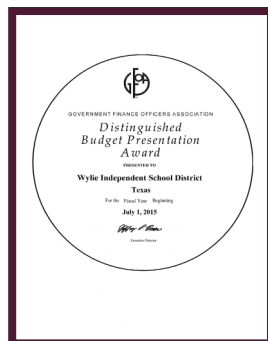 GFOA
GOVERNMENT FINANCE OFFICERS ASSOCIATION
Distinguished
Budget Presentation
Award
PRESENTED TO
Wylie Independent School District
Texas
For the Fiscal Year Beginning
July 1, 2015
Executive Director